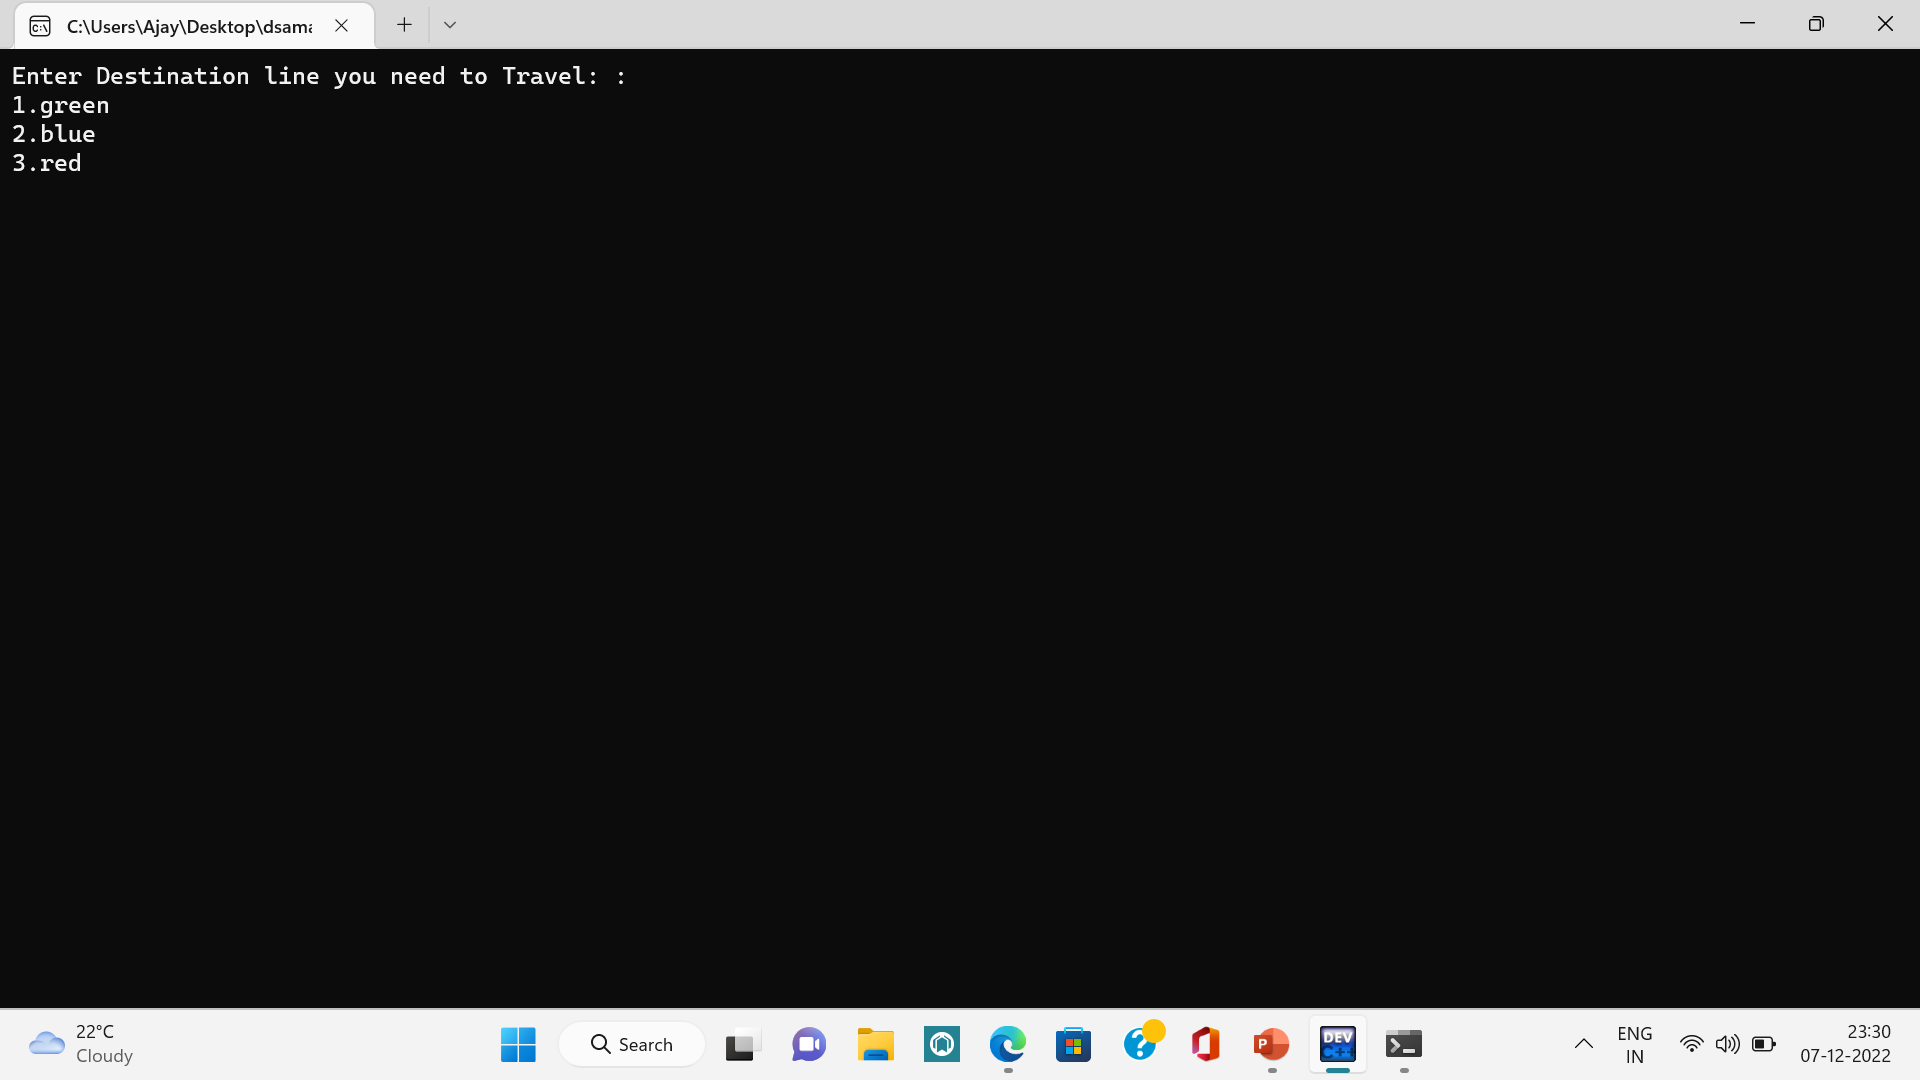 C:\Users\Ajay\Desktop\dsama
Enter Destination line you need to Travel: :
1.green
2.blue
3.red
22°C
Cloudy
Search
DEV
C++
ENG
IN
23:30
07-12-2022